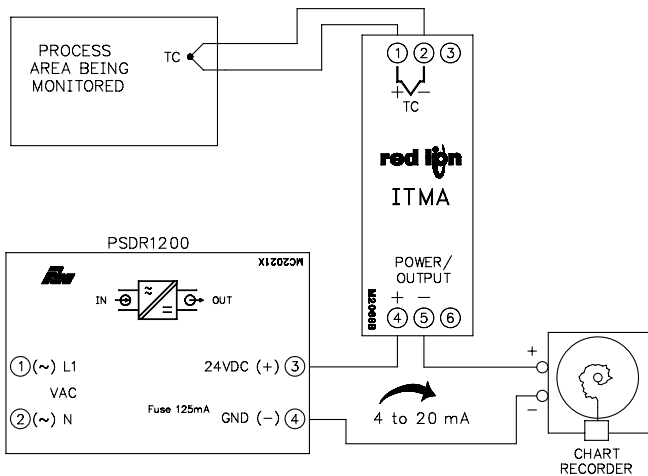 PROCESS
AREA BEING
MONITORED
TC
1 2 3
+ -
TC
red lion
ITMA
POWER/
OUTPUT
M2068B
+ -
4 5 6
PSDR1200
MC2021X
IN OUT
1 (~) L1
VAC
2 (~) N
Fuse 125mA
24VDC (+) 3
GND (-) 4
4 to 20 mA
+
-
CHART
RECORDER